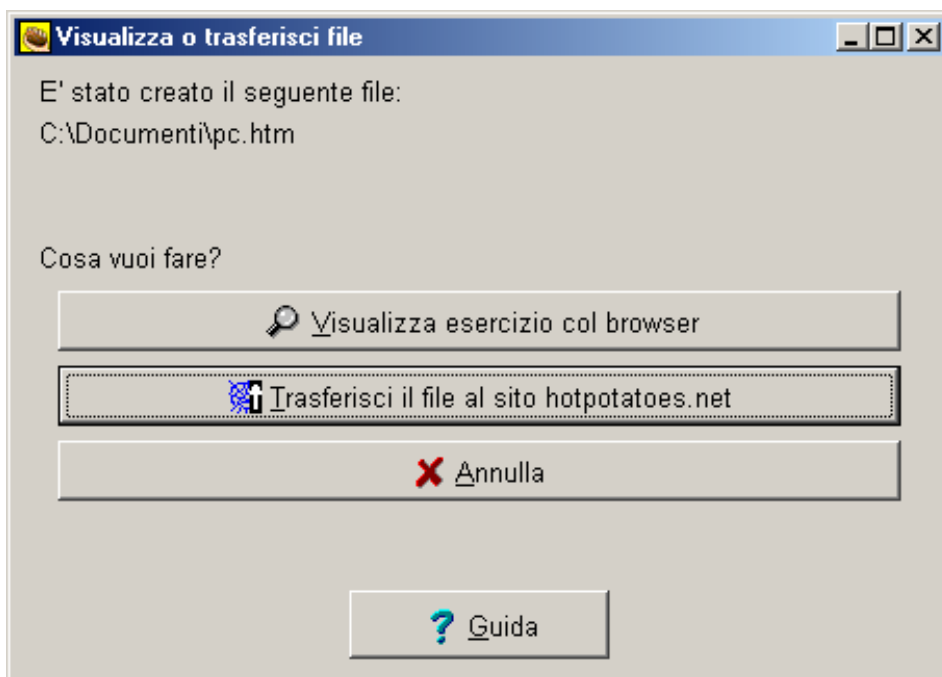 Visualizza o trasferisci file
E' stato creato il seguente file:
C:\Documenti\pc.htm
Cosa vuoi fare?
Visualizza esercizio col browser
Trasferisci il file al sito hotpotatoes.net
Annulla
? Guida